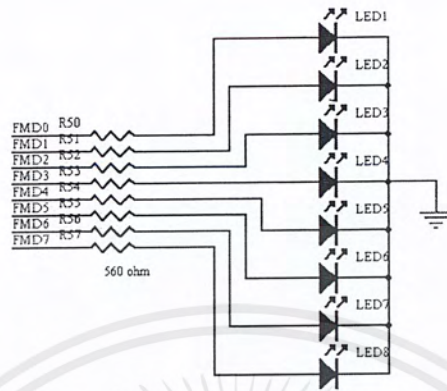 LED1
LED2
LED3
LED4
LED5
LED6
LED7
LED8
FMD0 R50
FMD1 R51
FMD2 R52
FMD3 R53
FMD4 R54
FMD5 R55
FMD6 R56
FMD7 R57
560 ohm